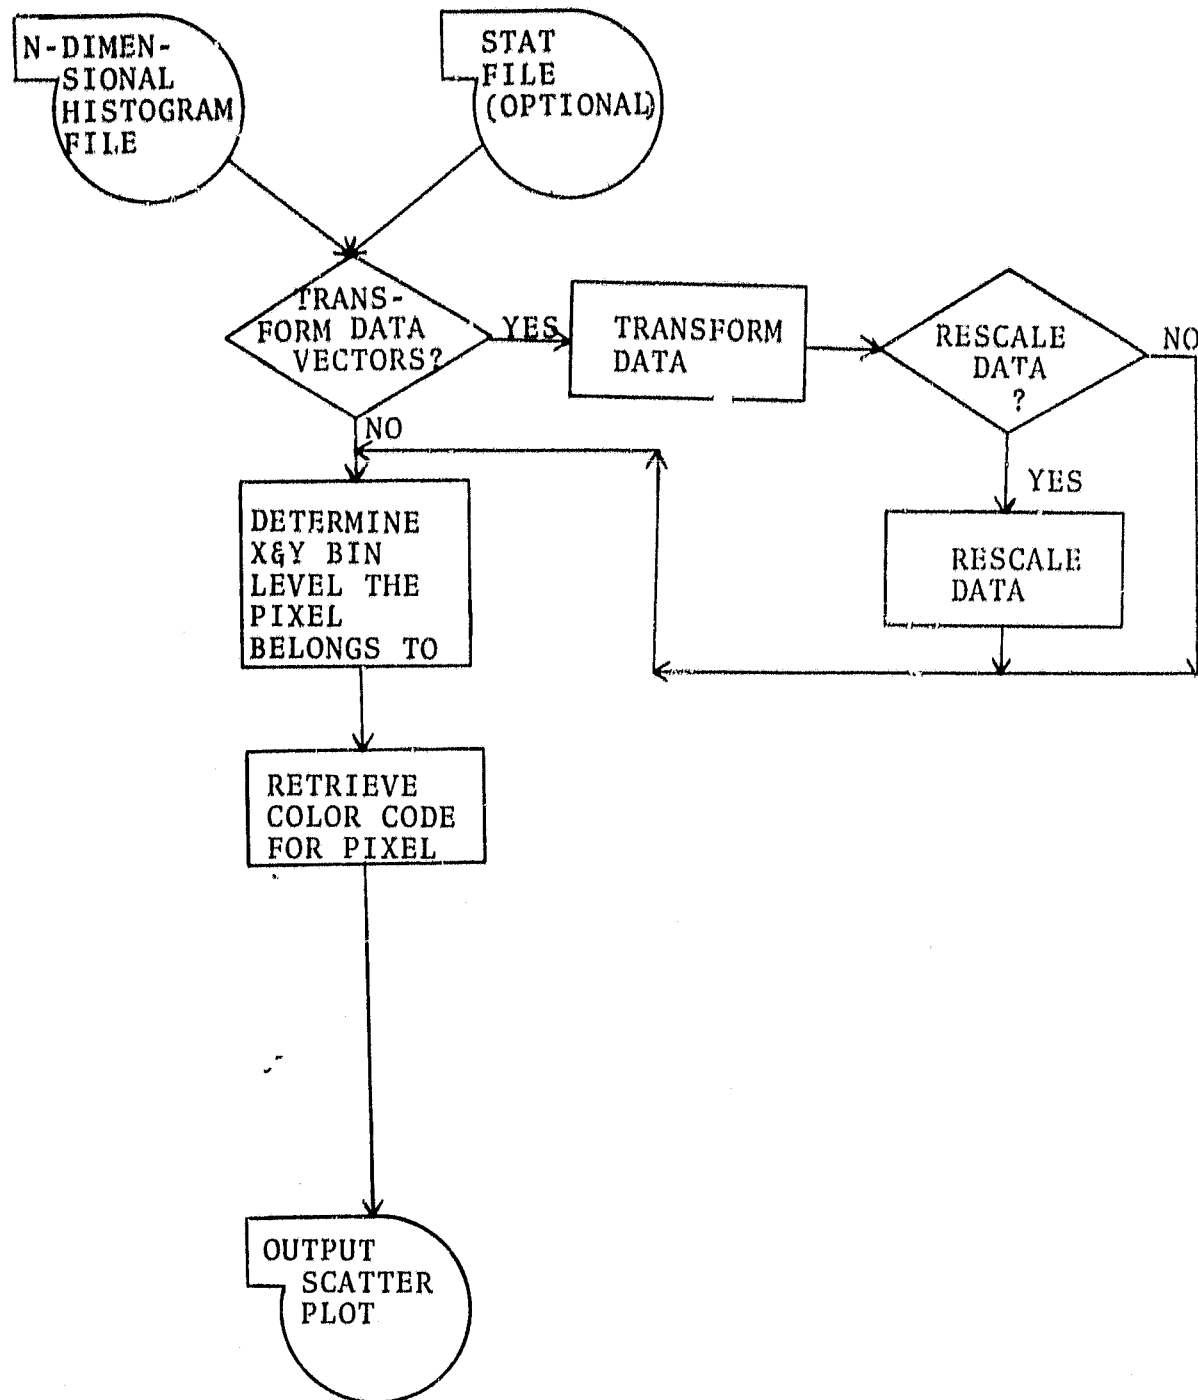 N-DIMEN-
SIONAL
HISTOGRAM
FILE
STAT
FILE
(OPTIONAL)
TRANS-
FORM DATA
VECTORS?
YES
TRANSFORM
DATA
RESCALE
DATA
?
NO
NO
YES
RESCALE
DATA
DETERMINE
X&Y BIN
LEVEL THE
PIXEL
BELONGS TO
RETRIEVE
COLOR CODE
FOR PIXEL
OUTPUT
SCATTER
PLOT